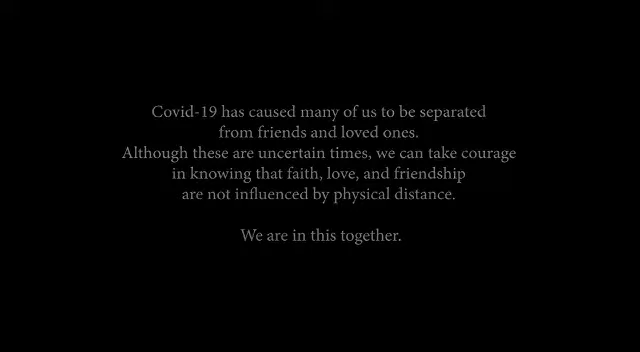 Covid-19 has caused many of us to be separated
from friends and loved ones.
Although these are uncertain times, we can take courage
in knowing that faith, love, and friendship
are not influenced by physical distance.
We are in this together.